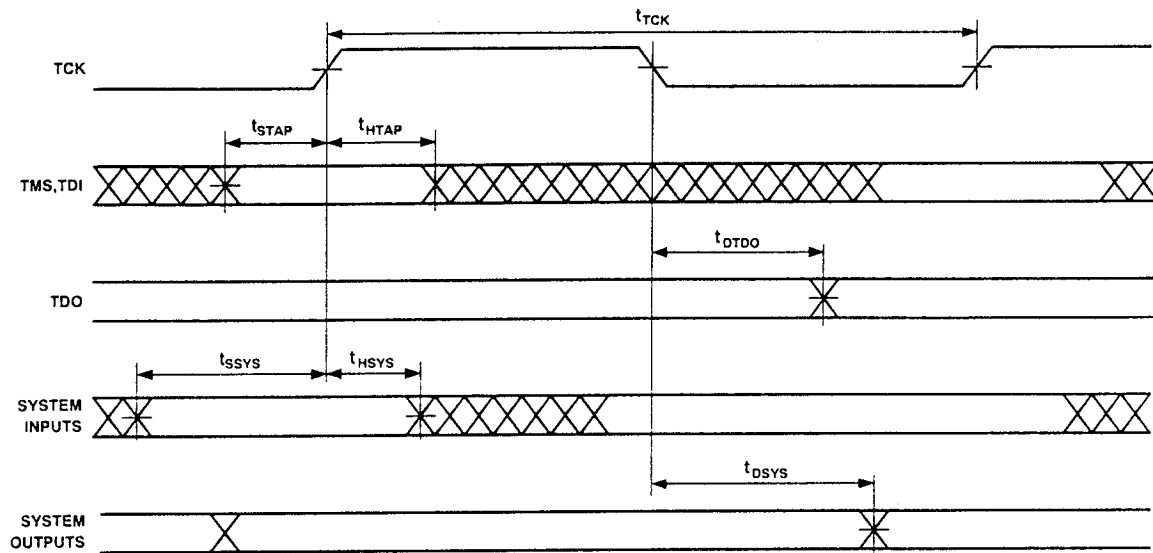 tTCK
TCK
tSTAP
tHTAP
TMS,TDI
tDTDO
TDO
tSSYS
tHSYS
SYSTEM
INPUTS
tDSYS
SYSTEM
OUTPUTS